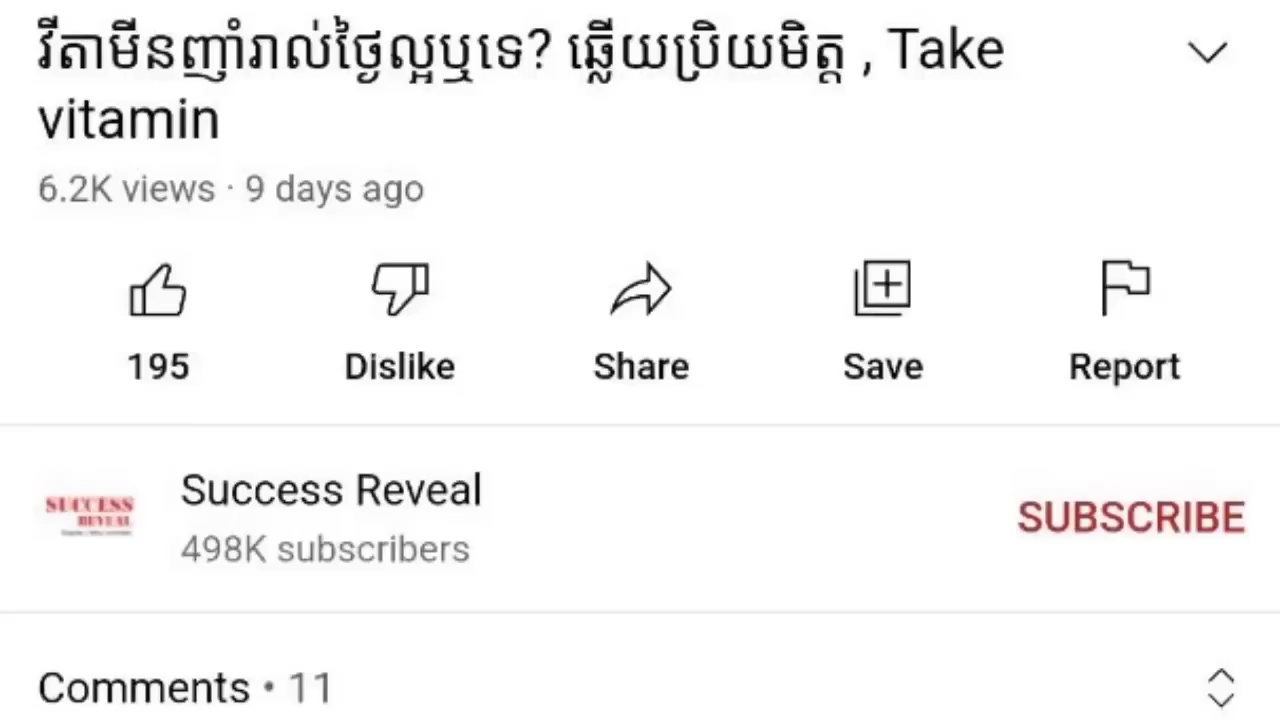 វីតាមីនញ៉ាំរាល់ថ្ងៃល្អឬទេ? ឆ្លើយប្រិយមិត្ត , Take
vitamin
6.2K views · 9 days ago
195 Dislike Share Save Report
SUCCESS
REVEAL
Success Reveal
498K subscribers
SUBSCRIBE
Comments • 11